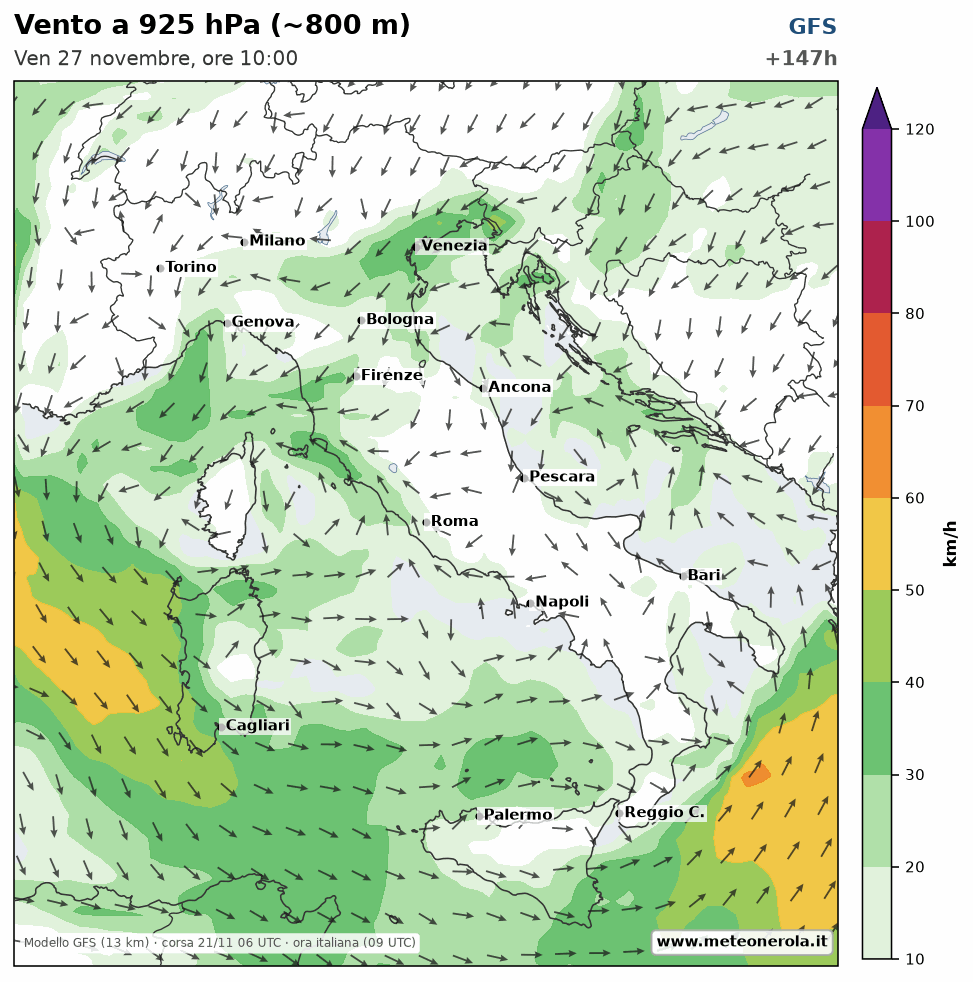 Vento a 925 hPa (~800 m)
GFS
Ven 27 novembre, ore 10:00
+147h
Milano
Venezia
Torino
Genova
Bologna
Firenze
Ancona
Pescara
Roma
Bari
Napoli
Cagliari
Palermo
Reggio C.
120
100
80
70
60
50
40
30
20
10
km/h
Modello GFS (13 km) · corsa 21/11 06 UTC · ora italiana (09 UTC)
www.meteonerola.it